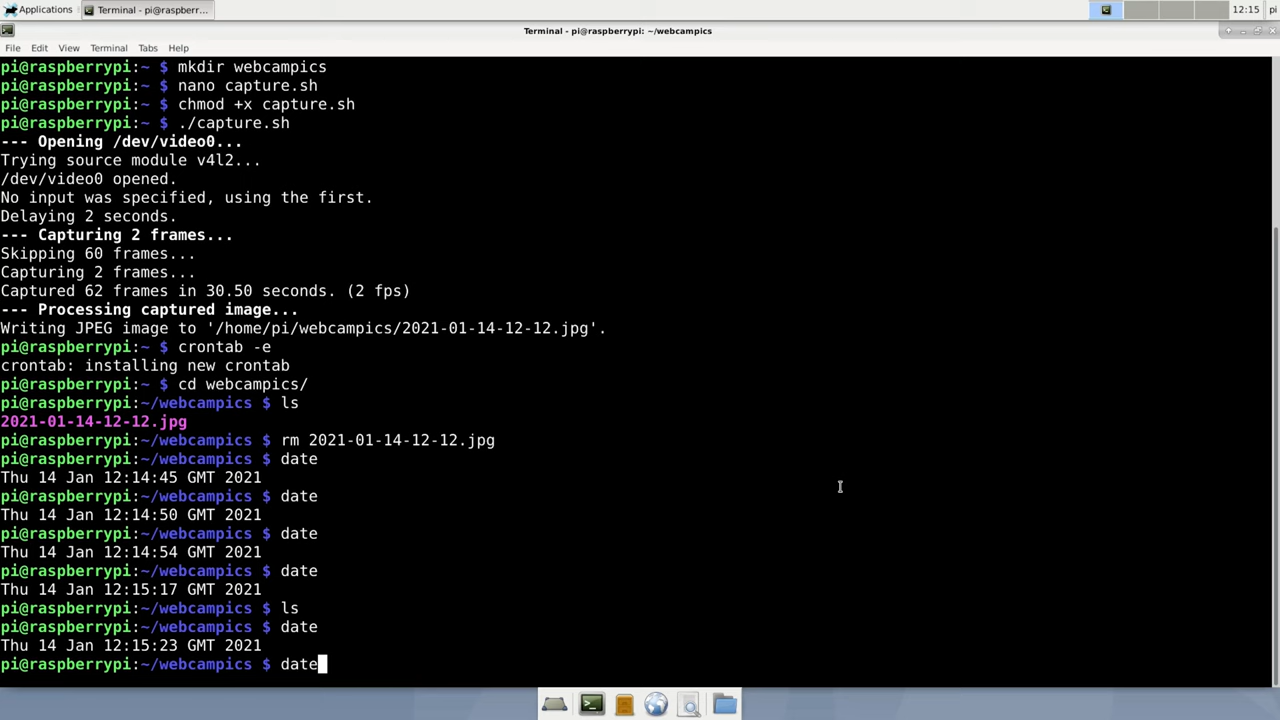 Applications
Terminal - pi@raspberr...
12:15
pi
Terminal - pi@raspberrypi: ~/webcampics
File Edit View Terminal Tabs Help
pi@raspberrypi:~ $ mkdir webcampics
pi@raspberrypi:~ $ nano capture.sh
pi@raspberrypi:~ $ chmod +x capture.sh
pi@raspberrypi:~ $ ./capture.sh
--- Opening /dev/video0...
Trying source module v4l2...
/dev/video0 opened.
No input was specified, using the first.
Delaying 2 seconds.
--- Capturing 2 frames...
Skipping 60 frames...
Capturing 2 frames...
Captured 62 frames in 30.50 seconds. (2 fps)
--- Processing captured image...
Writing JPEG image to '/home/pi/webcampics/2021-01-14-12-12.jpg'.
pi@raspberrypi:~ $ crontab -e
crontab: installing new crontab
pi@raspberrypi:~ $ cd webcampics/
pi@raspberrypi:~/webcampics $ ls
2021-01-14-12-12.jpg
pi@raspberrypi:~/webcampics $ rm 2021-01-14-12-12.jpg
pi@raspberrypi:~/webcampics $ date
Thu 14 Jan 12:14:45 GMT 2021
pi@raspberrypi:~/webcampics $ date
Thu 14 Jan 12:14:50 GMT 2021
pi@raspberrypi:~/webcampics $ date
Thu 14 Jan 12:14:54 GMT 2021
pi@raspberrypi:~/webcampics $ date
Thu 14 Jan 12:15:17 GMT 2021
pi@raspberrypi:~/webcampics $ ls
pi@raspberrypi:~/webcampics $ date
Thu 14 Jan 12:15:23 GMT 2021
pi@raspberrypi:~/webcampics $ date